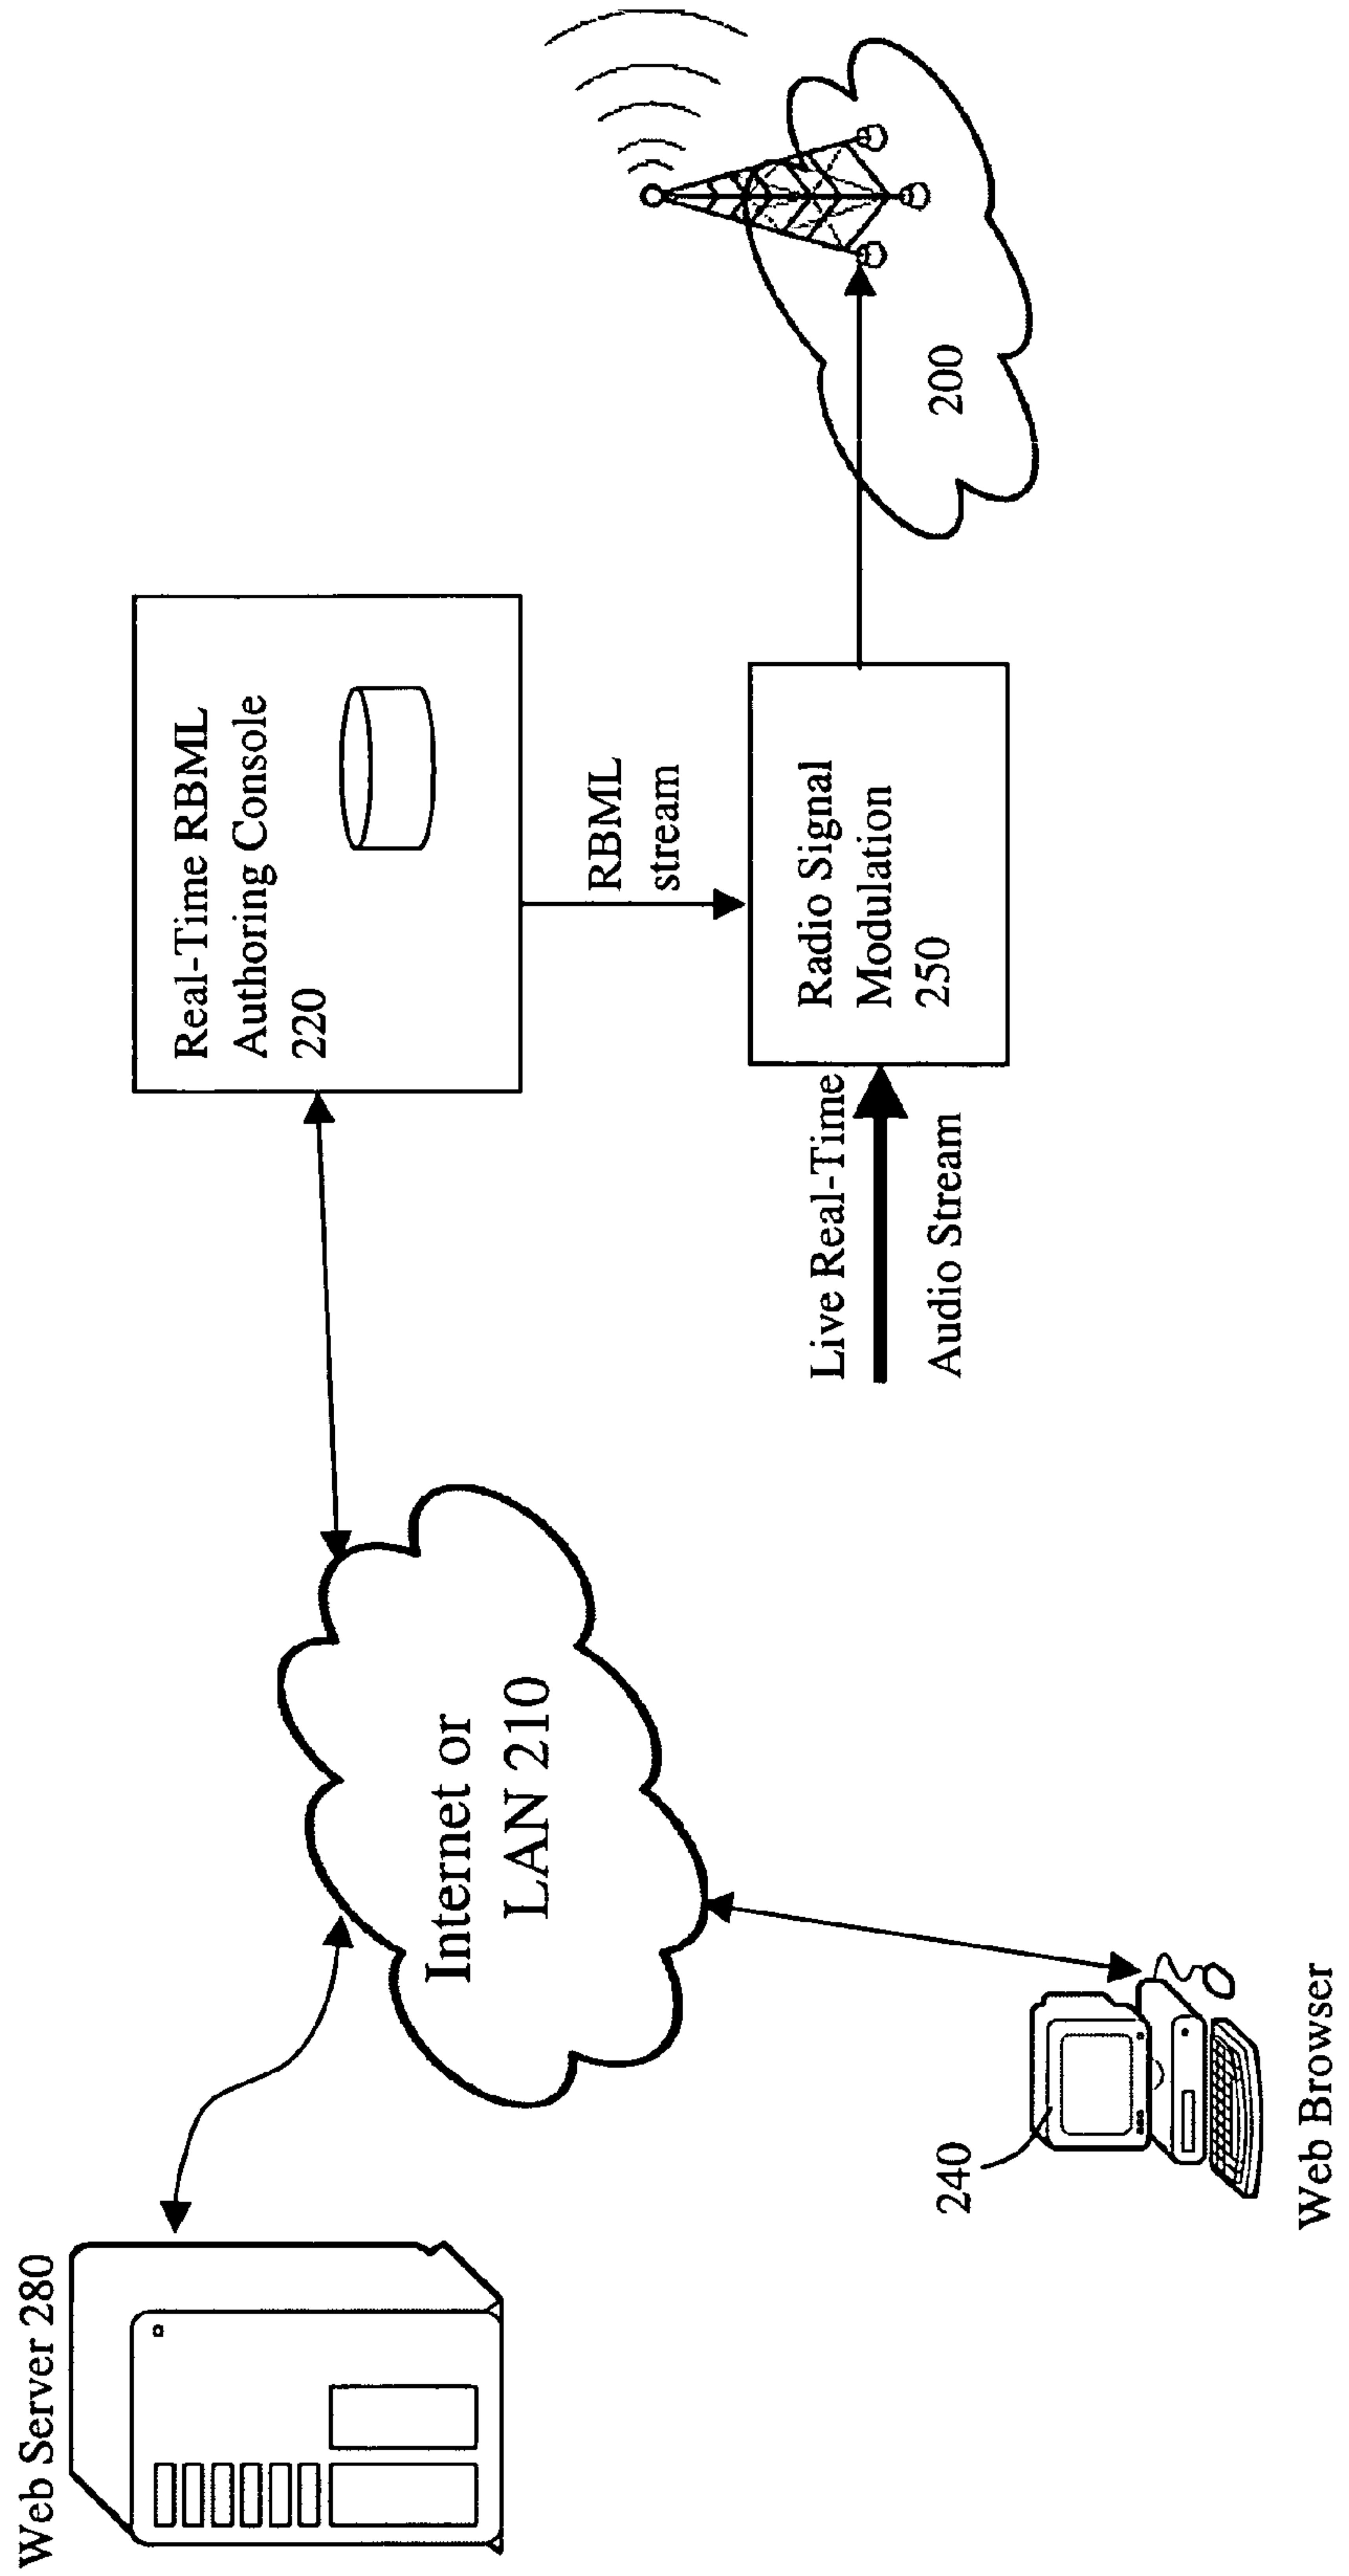 Web Server 280
Real-Time RBML
Authoring Console
220
Internet or
LAN 210
RBML
stream
Live Real-Time
Audio Stream
Radio Signal
Modulation
250
200
240
Web Browser